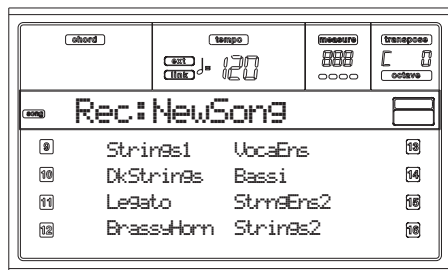 chord tempo measure transpose
ext link ♩= 120 888 C 0
octave
song Rec:NewSong
9 Strings1 VocaEns 13
10 DkStrings Bassi 14
11 Legato StrngEns2 15
12 BrassyHorn Strings2 16